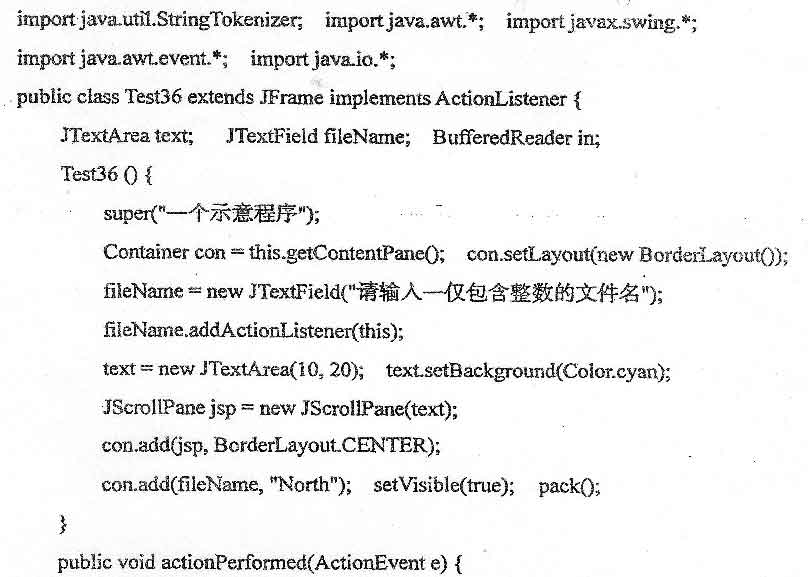 import java.util.StringTokenizer; import java.awt.*; import javax.swing.*;
import java.awt.event.*; import java.io.*;
public class Test36 extends JFrame implements ActionListener {
JTextArea text; JTextField fileName; BufferedReader in;
Test36 () {
super("一个示意程序");
Container con = this.getContentPane(); con.setLayout(new BorderLayout());
fileName = new JTextField("请输入一仅包含整数的文件名");
fileName.addActionListener(this);
text = new JTextArea(10, 20); text.setBackground(Color.cyan);
JScrollPane jsp = new JScrollPane(text);
con.add(jsp, BorderLayout.CENTER);
con.add(fileName, "North"); setVisible(true); pack();
}
public void actionPerformed(ActionEvent e) {